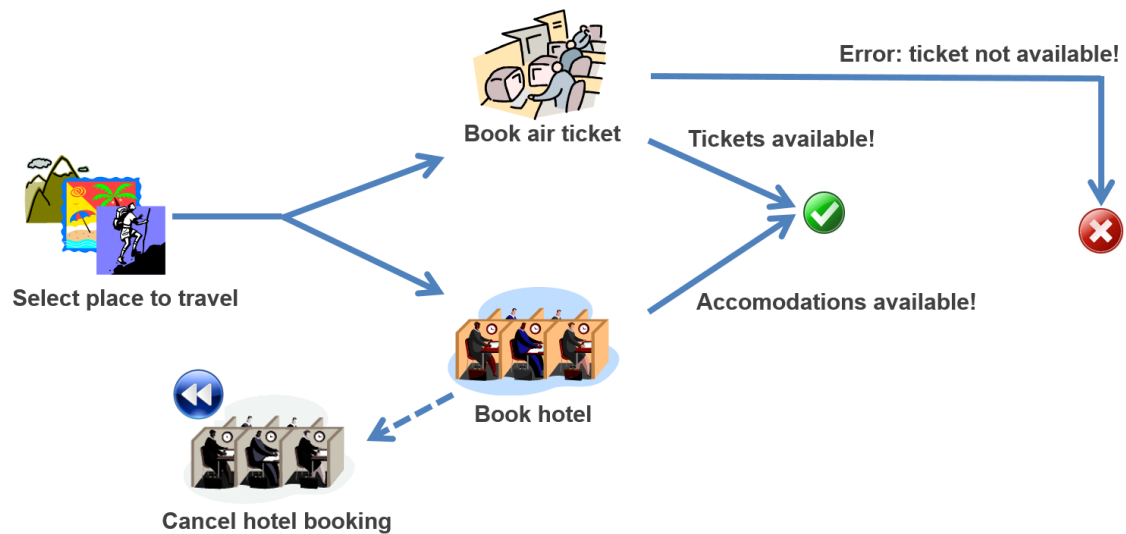 Error: ticket not available!
Book air ticket
Tickets available!
Select place to travel
Accomodations available!
Book hotel
Cancel hotel booking